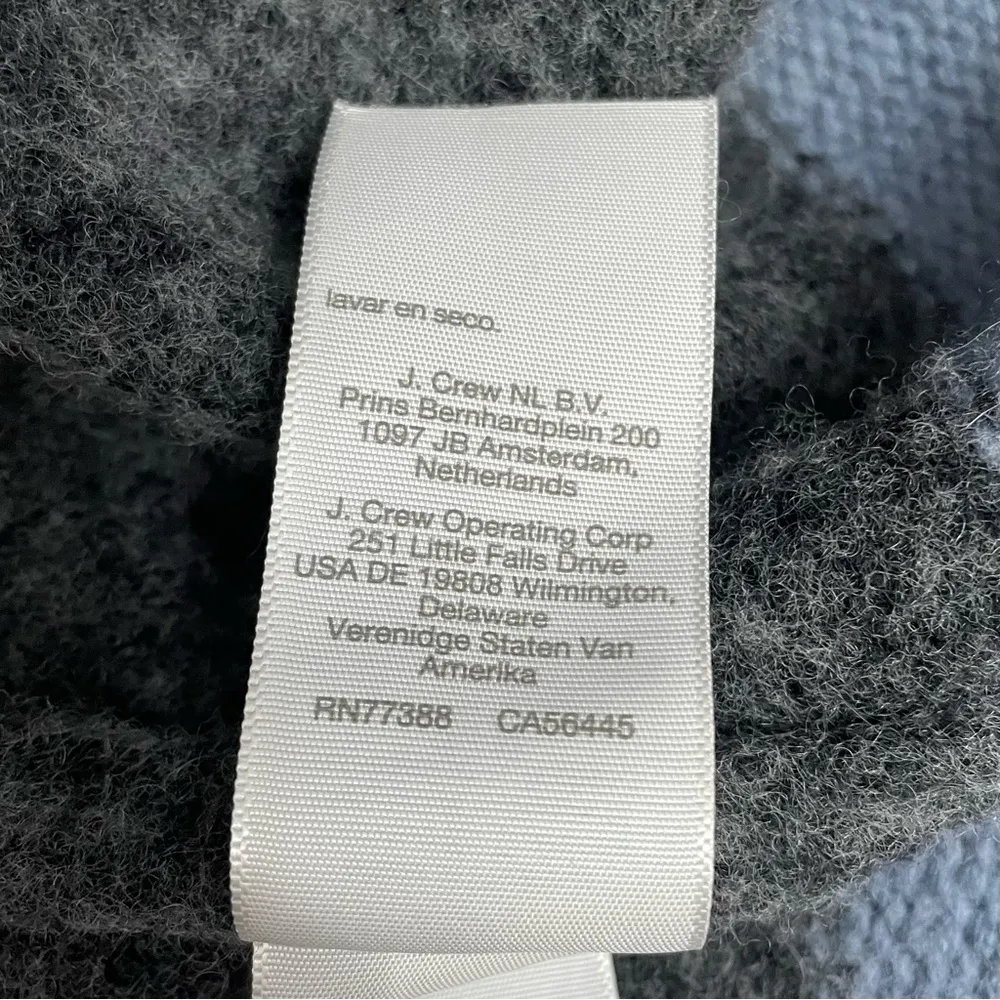 lavar en seco.
J. Crew NL B.V.
Prins Bernhardplein 200
1097 JB Amsterdam,
Netherlands
J. Crew Operating Corp
251 Little Falls Drive
USA DE 19808 Wilmington,
Delaware
Verenidge Staten Van
Amerika
RN77388 CA56445